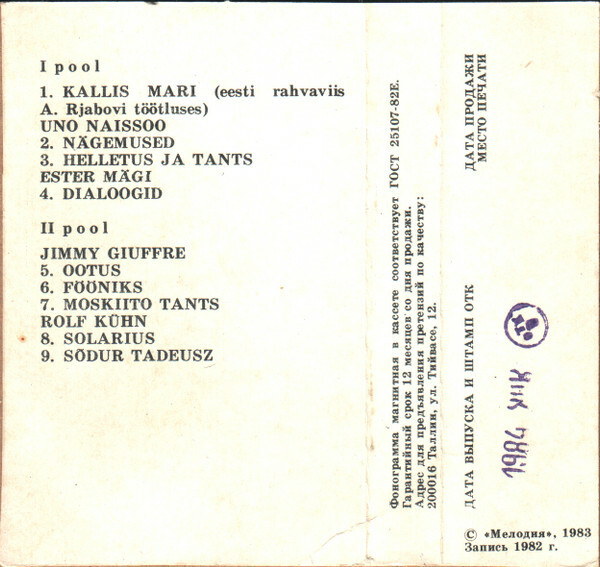 I pool
1. KALLIS MARI (eesti rahvaviis
A. Rjabovi töötluses)
UNO NAISSOO
2. NÄGEMUSED
3. HELLETUS JA TANTS
ESTER MÄGI
4. DIALOOGID
II pool
JIMMY GIUFFRE
5. OOTUS
6. FÖÖNIKS
7. MOSKIITO TANTS
ROLF KÜHN
8. SOLARIUS
9. SÕDUR TADEUSZ
Фонограмма магнитная в кассете соответствует ГОСТ 25107-82Е.
Гарантийный срок 12 месяцев со дня продажи.
Адрес для предъявления претензий по качеству:
200016 Таллин, ул. Тийвасе, 12.
ДАТА ПРОДАЖИ
МЕСТО ПЕЧАТИ
ДАТА ВЫПУСКА И ШТАМП ОТК
1984
© «Мелодия», 1983
Запись 1982 г.